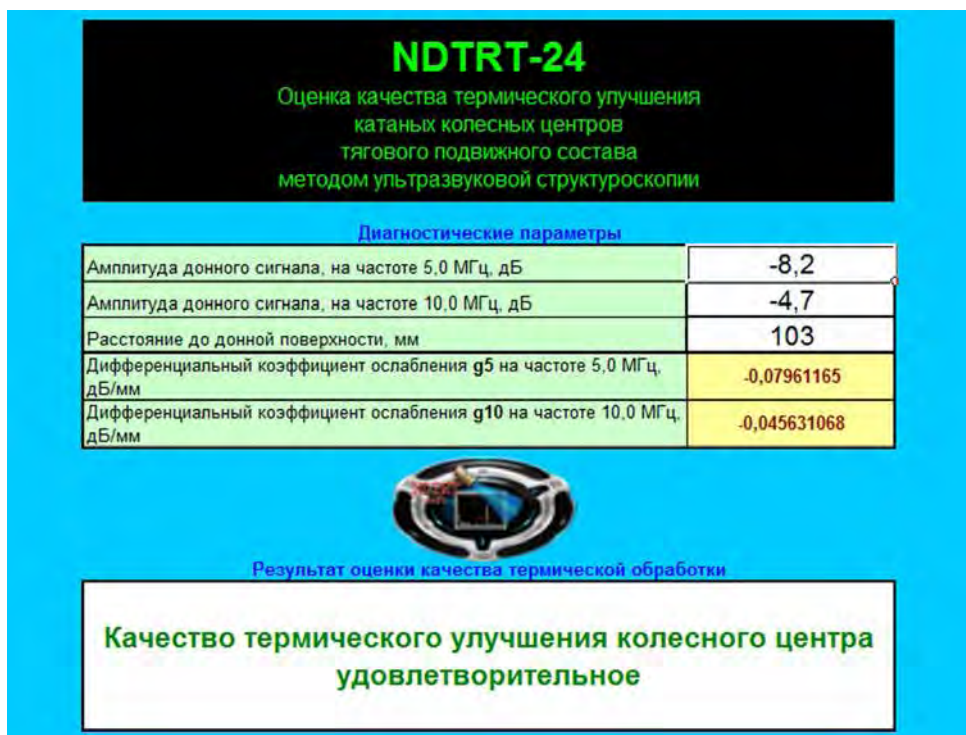 NDTRT-24
Оценка качества термического улучшения
катаных колесных центров
тягового подвижного состава
методом ультразвуковой структуроскопии
Диагностические параметры
Амплитуда донного сигнала, на частоте 5,0 МГц, дБ
-8,2
Амплитуда донного сигнала, на частоте 10,0 МГц, дБ
-4,7
Расстояние до донной поверхности, мм
103
Дифференциальный коэффициент ослабления g5 на частоте 5,0 МГц,
дБ/мм
-0,07961165
Дифференциальный коэффициент ослабления g10 на частоте 10,0 МГц,
дБ/мм
-0,045631068
Результат оценки качества термической обработки
Качество термического улучшения колесного центра
удовлетворительное